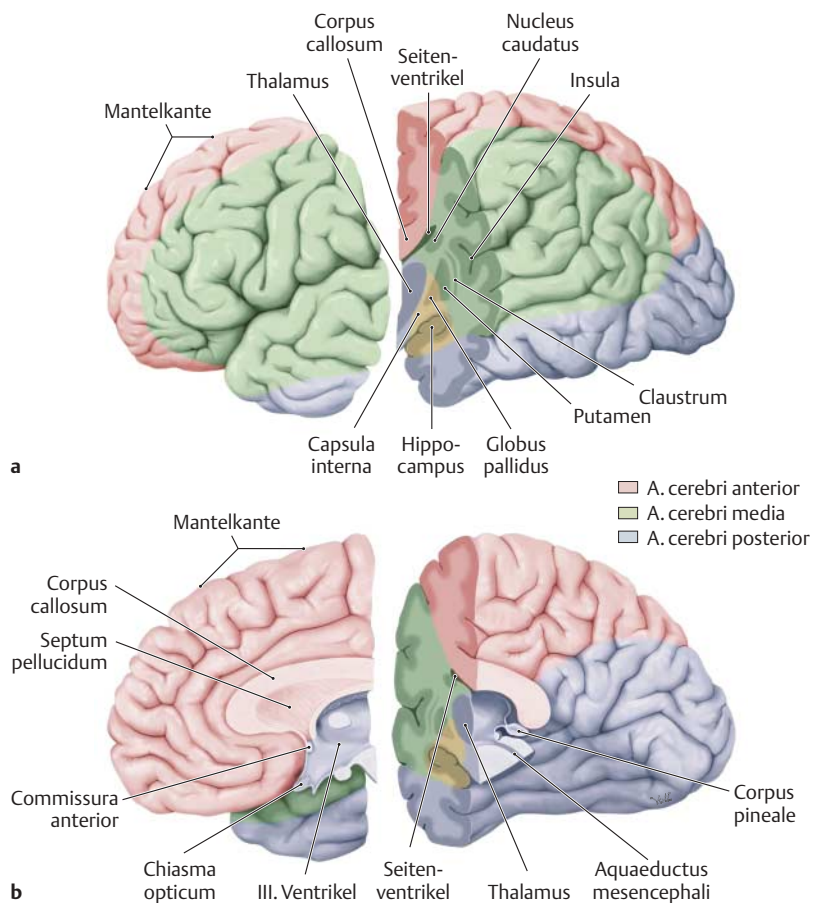 Corpus
callosum
Nucleus
caudatus
Seiten-
ventrikel
Thalamus
Insula
Mantelkante
Claustrum
Putamen
Capsula
interna
Hippo-
campus
Globus
pallidus
a
A. cerebri anterior
A. cerebri media
A. cerebri posterior
Mantelkante
Corpus
callosum
Septum
pellucidum
Commissura
anterior
Corpus
pineale
Chiasma
opticum
III. Ventrikel
Seiten-
ventrikel
Thalamus
Aquaeductus
mesencephali
b